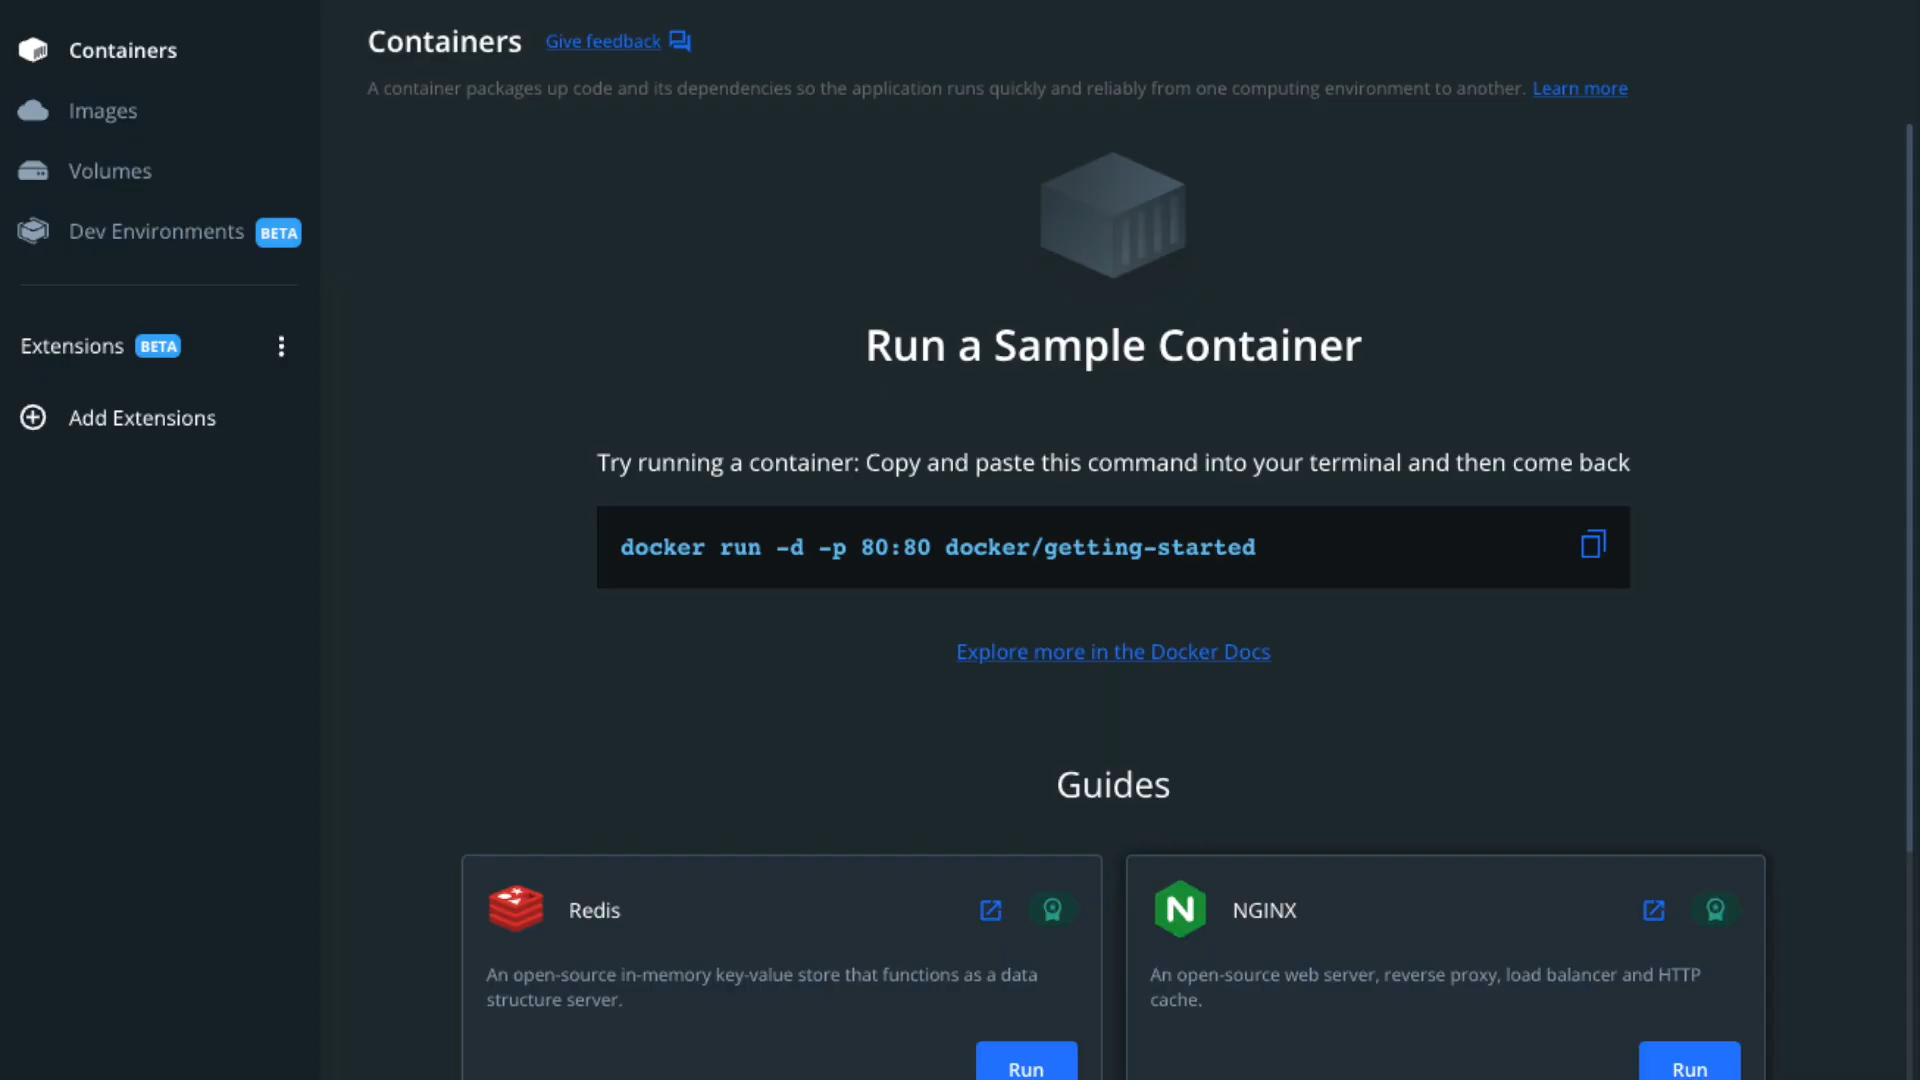 Containers
Images
Volumes
Dev Environments BETA
Extensions BETA
Add Extensions
Containers Give feedback
A container packages up code and its dependencies so the application runs quickly and reliably from one computing environment to another. Learn more
Run a Sample Container
Try running a container: Copy and paste this command into your terminal and then come back
docker run -d -p 80:80 docker/getting-started
Explore more in the Docker Docs
Guides
Redis
An open-source in-memory key-value store that functions as a data
structure server.
Run
N NGINX
An open-source web server, reverse proxy, load balancer and HTTP
cache.
Run